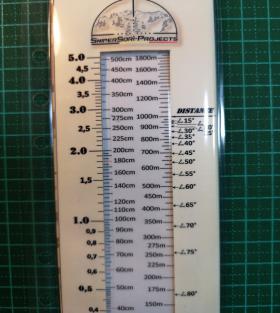 SniperSoft-Projects
5.0 500cm 1800m
4,5 450cm 1600m
4.0 400cm 1400m
3,5 350cm 1200m
3.0 300cm 1000m DISTANCE
275cm 900m 15°
2,5 250cm 800m 30°
35°
2.0 200cm 700m 40°
180cm 600m 45°
50°
1,5 160cm
55°
140cm 500m 60°
450m
120cm 400m 65°
110cm
1.0 100cm 350m
0,9 90cm 70°
0,8 80cm 300m
275m
0,7 70cm 250m 75°
0,6 60cm 225m
200m
0,5 50cm 175m 80°
0,4 40cm 150m